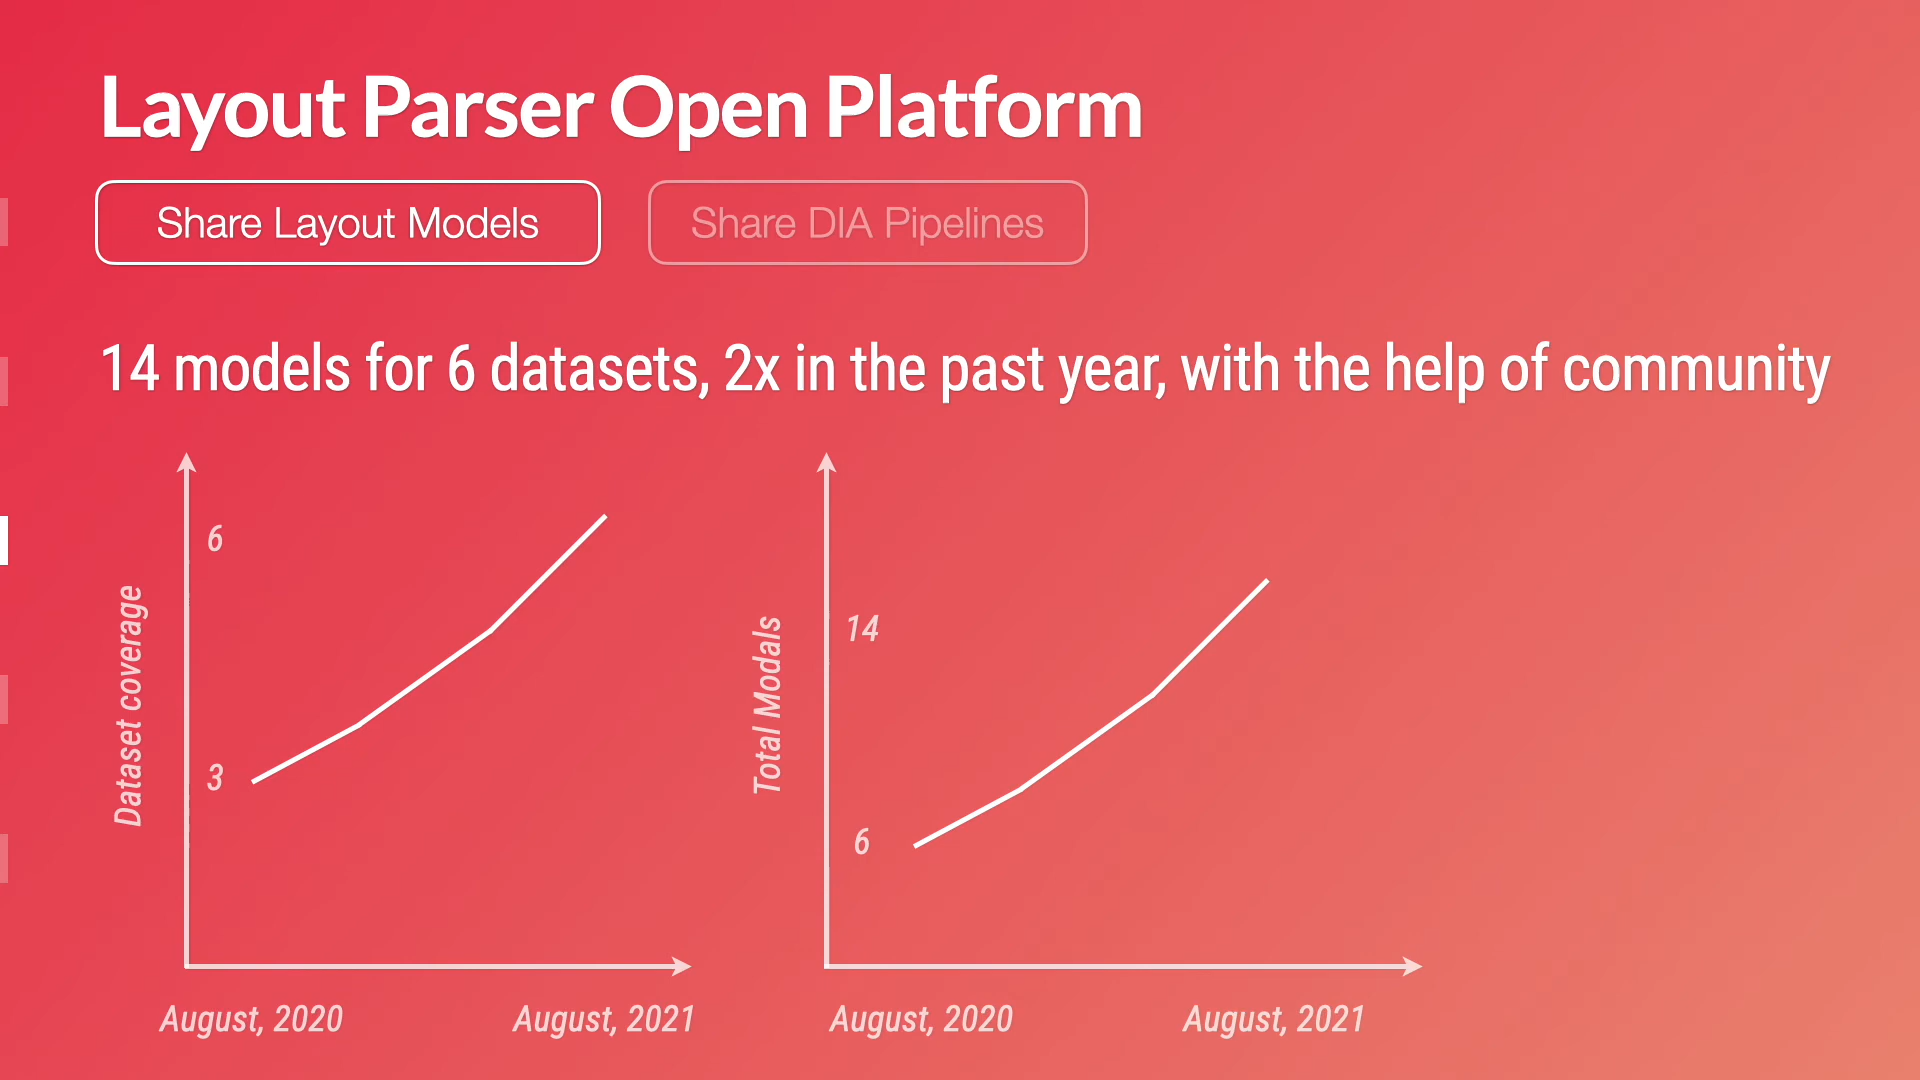 Layout Parser Open Platform
Share Layout Models
Share DIA Pipelines
14 models for 6 datasets, 2x in the past year, with the help of community
Dataset coverage
6
3
August, 2020
August, 2021
Total Modals
14
6
August, 2020
August, 2021